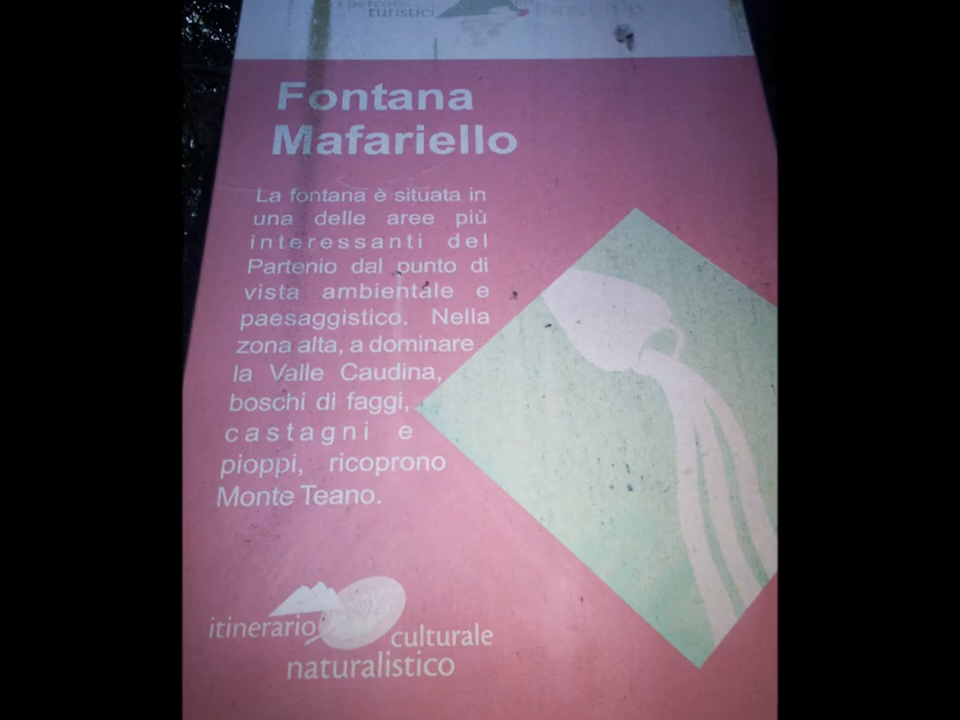 turistici
Fontana
Mafariello
La fontana è situata in
una delle aree più
interessanti del
Partenio dal punto di
vista ambientale e
paesaggistico. Nella
zona alta, a dominare
la Valle Caudina,
boschi di faggi,
castagni e
pioppi, ricoprono
Monte Teano.
itinerario
culturale
naturalistico